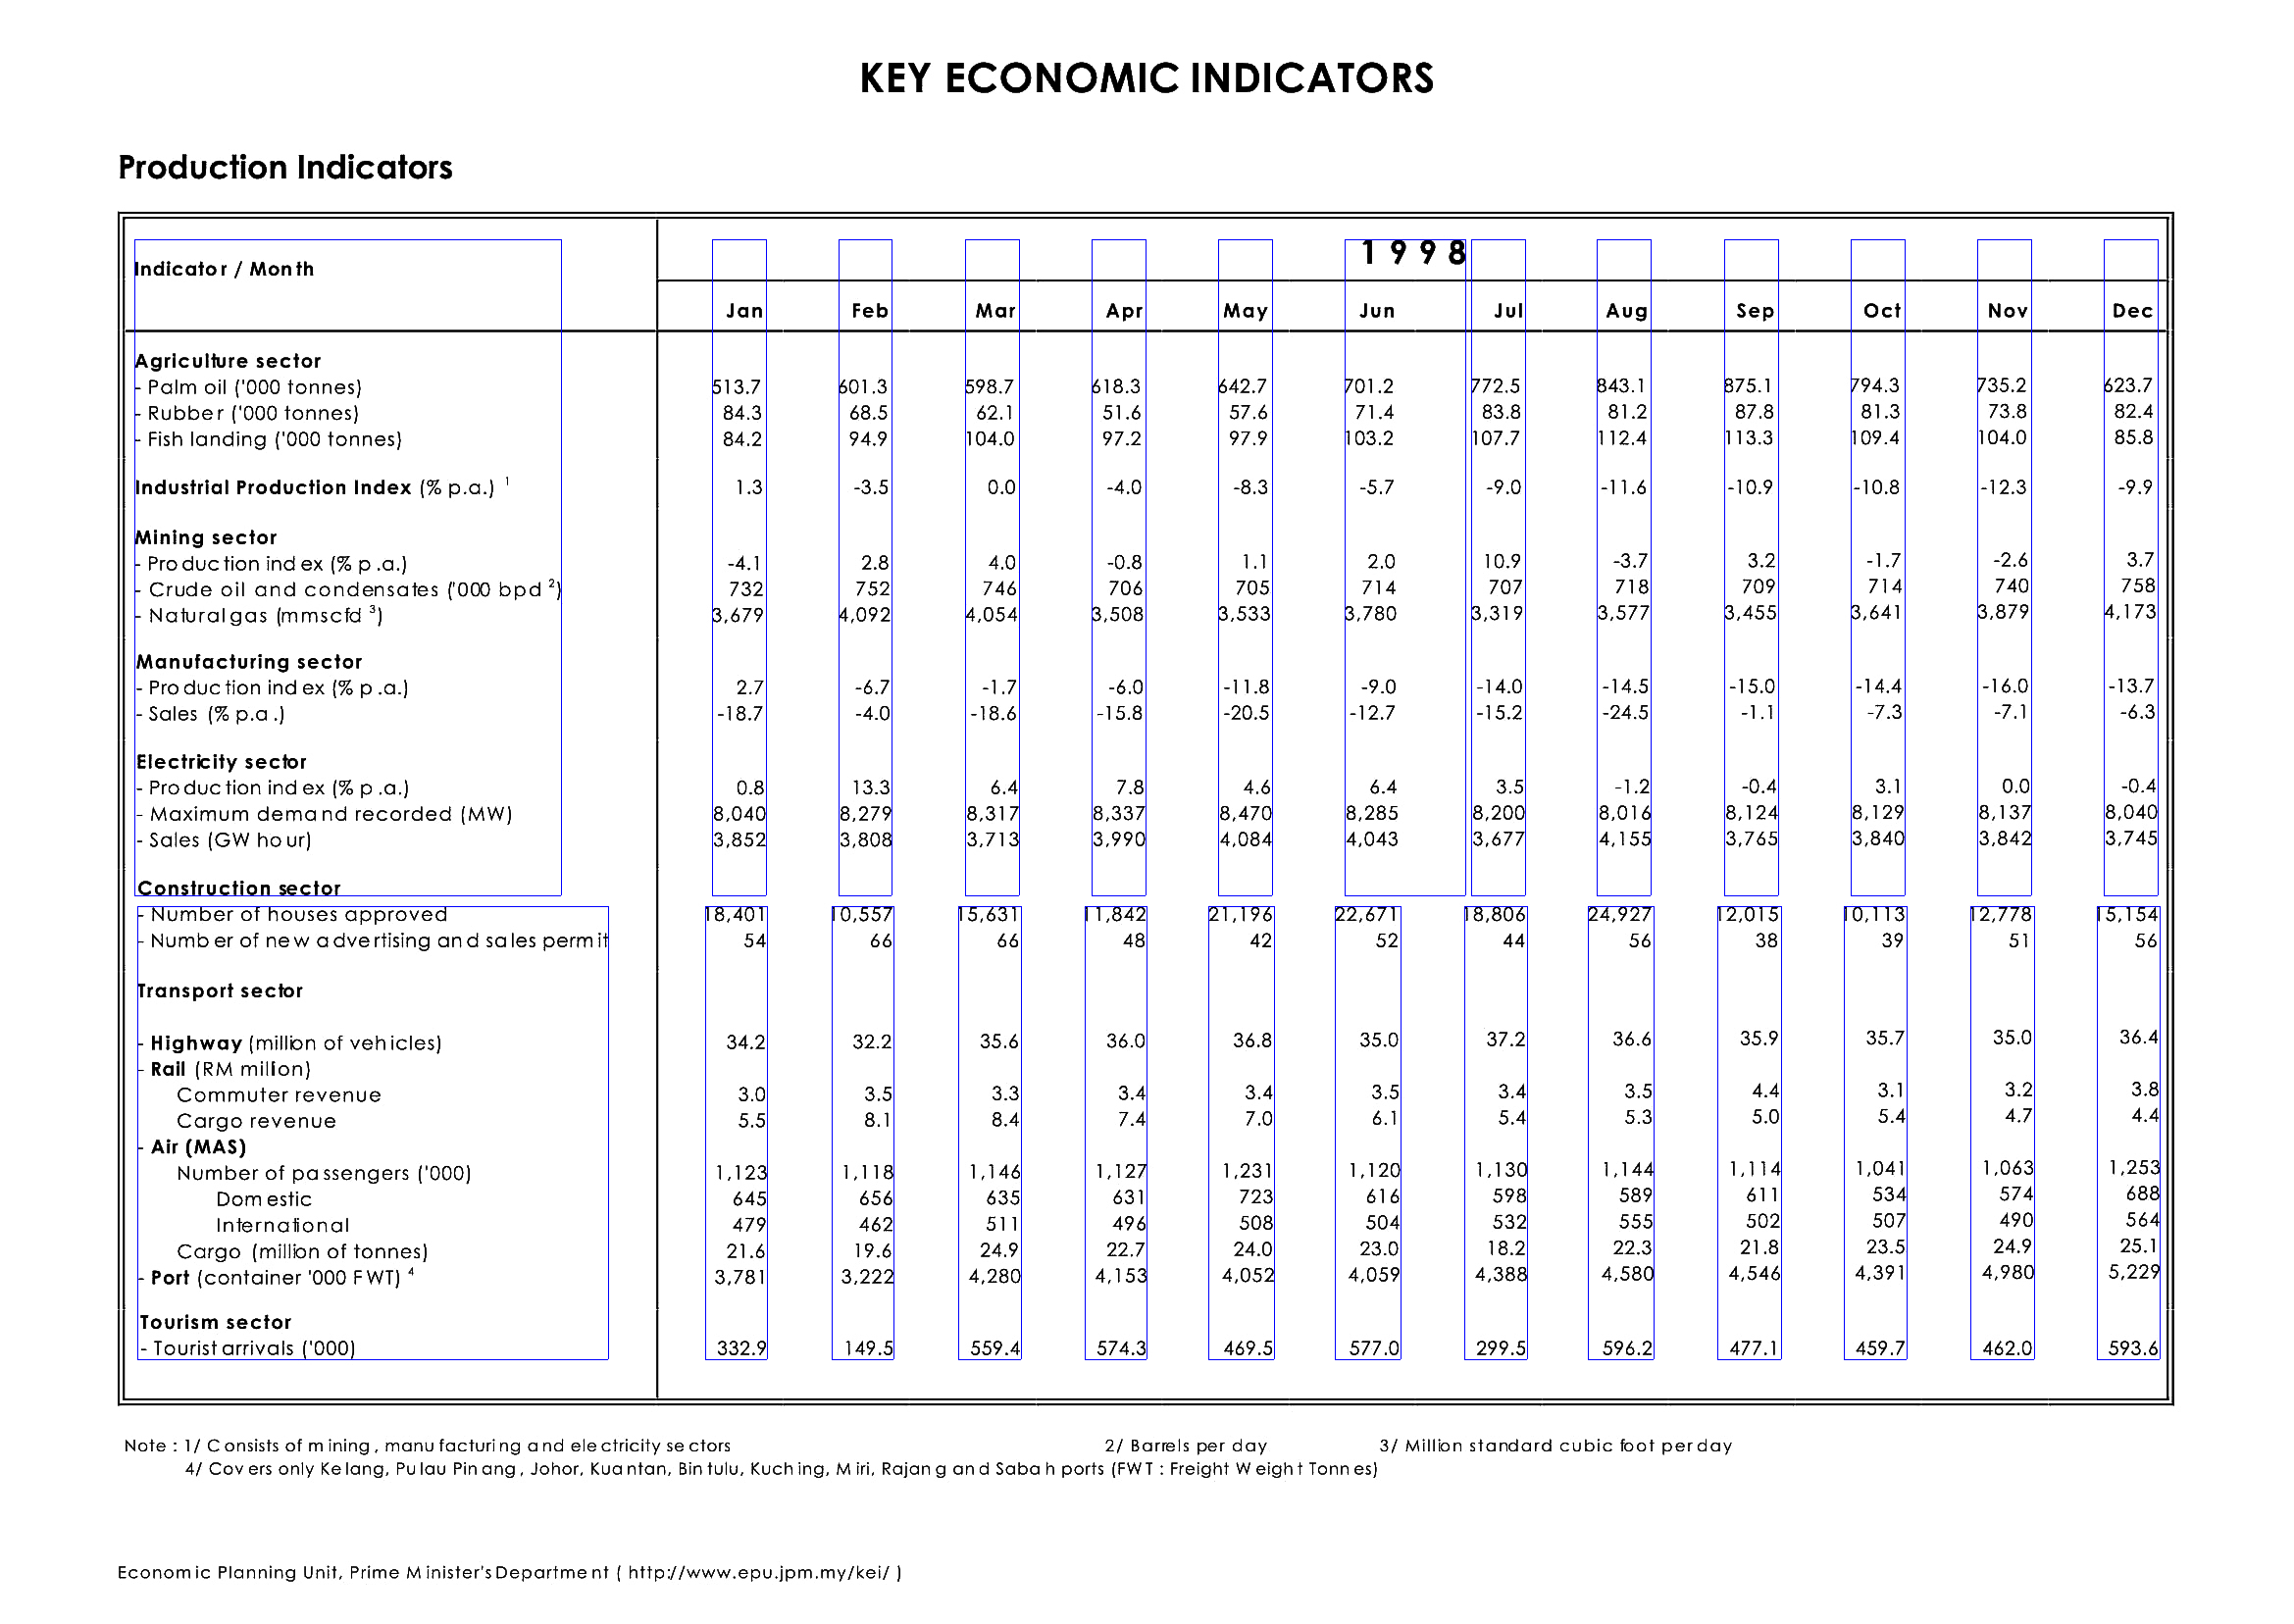 KEY ECONOMIC INDICATORS
Production Indicators
1998
Indicator / Month
Jan Feb Mar Apr May Jun Jul Aug Sep Oct Nov Dec
Agriculture sector
- Palm oil ('000 tonnes) 513.7 601.3 598.7 618.3 642.7 701.2 772.5 843.1 875.1 794.3 735.2 623.7
- Rubber ('000 tonnes) 84.3 68.5 62.1 51.6 57.6 71.4 83.8 81.2 87.8 81.3 73.8 82.4
- Fish landing ('000 tonnes) 84.2 94.9 104.0 97.2 97.9 103.2 107.7 112.4 113.3 109.4 104.0 85.8
Industrial Production Index (% p.a.) 1 1.3 -3.5 0.0 -4.0 -8.3 -5.7 -9.0 -11.6 -10.9 -10.8 -12.3 -9.9
Mining sector
- Production index (% p.a.) -4.1 2.8 4.0 -0.8 1.1 2.0 10.9 -3.7 3.2 -1.7 -2.6 3.7
- Crude oil and condensates ('000 bpd 2) 732 752 746 706 705 714 707 718 709 714 740 758
- Natural gas (mmscfd 3) 3,679 4,092 4,054 3,508 3,533 3,780 3,319 3,577 3,455 3,641 3,879 4,173
Manufacturing sector
- Production index (% p.a.) 2.7 -6.7 -1.7 -6.0 -11.8 -9.0 -14.0 -14.5 -15.0 -14.4 -16.0 -13.7
- Sales (% p.a.) -18.7 -4.0 -18.6 -15.8 -20.5 -12.7 -15.2 -24.5 -1.1 -7.3 -7.1 -6.3
Electricity sector
- Production index (% p.a.) 0.8 13.3 6.4 7.8 4.6 6.4 3.5 -1.2 -0.4 3.1 0.0 -0.4
- Maximum demand recorded (MW) 8,040 8,279 8,317 8,337 8,470 8,285 8,200 8,016 8,124 8,129 8,137 8,040
- Sales (GW hour) 3,852 3,808 3,713 3,990 4,084 4,043 3,677 4,155 3,765 3,840 3,842 3,745
Construction sector
- Number of houses approved 18,401 10,557 15,631 11,842 21,196 22,671 18,806 24,927 12,015 10,113 12,778 15,154
- Number of new advertising and sales permit 54 66 66 48 42 52 44 56 38 39 51 56
Transport sector
- Highway (million of vehicles) 34.2 32.2 35.6 36.0 36.8 35.0 37.2 36.6 35.9 35.7 35.0 36.4
- Rail (RM million)
Commuter revenue 3.0 3.5 3.3 3.4 3.4 3.5 3.4 3.5 4.4 3.1 3.2 3.8
Cargo revenue 5.5 8.1 8.4 7.4 7.0 6.1 5.4 5.3 5.0 5.4 4.7 4.4
- Air (MAS)
Number of passengers ('000) 1,123 1,118 1,146 1,127 1,231 1,120 1,130 1,144 1,114 1,041 1,063 1,253
Domestic 645 656 635 631 723 616 598 589 611 534 574 688
International 479 462 511 496 508 504 532 555 502 507 490 564
Cargo (million of tonnes) 21.6 19.6 24.9 22.7 24.0 23.0 18.2 22.3 21.8 23.5 24.9 25.1
- Port (container '000 FWT) 4 3,781 3,222 4,280 4,153 4,052 4,059 4,388 4,580 4,546 4,391 4,980 5,229
Tourism sector
- Tourist arrivals ('000) 332.9 149.5 559.4 574.3 469.5 577.0 299.5 596.2 477.1 459.7 462.0 593.6
Note : 1/ Consists of mining, manufacturing and electricity sectors 2/ Barrels per day 3/ Million standard cubic foot per day
4/ Covers only Kelang, Pulau Pinang, Johor, Kuantan, Bintulu, Kuching, Miri, Rajang and Sabah ports (FWT : Freight Weight Tonnes)
Economic Planning Unit, Prime Minister's Department ( http://www.epu.jpm.my/kei/ )